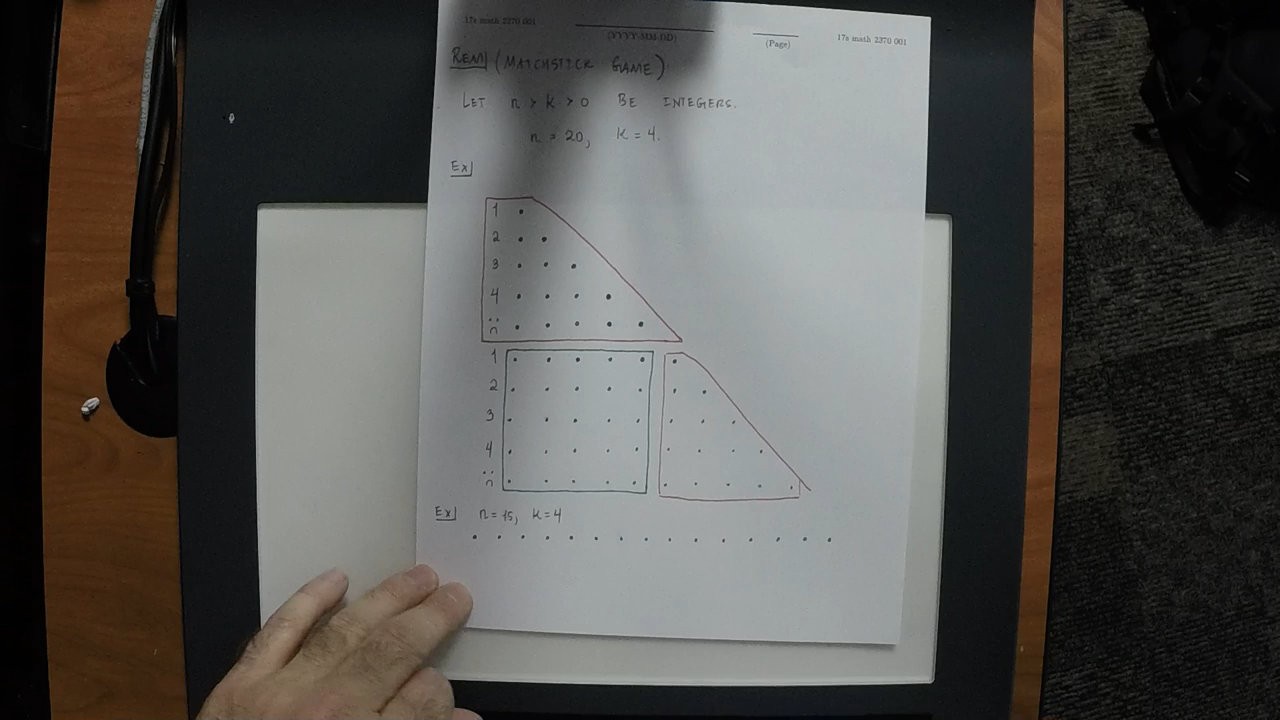 17s math 2370 001
(YYYY-MM-DD)
(Page)
17s math 2370 001
REM (MATCHSTICK GAME)
LET n > k > 0 BE INTEGERS.
n = 20, K = 4.
Ex
1
2
3
4
n̈
1
2
3
4
n̈
Ex n = 15, K = 4